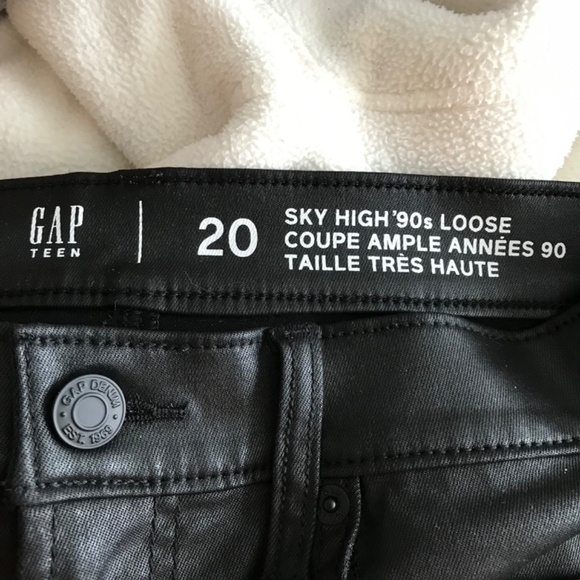 GAP
TEEN
20
SKY HIGH '90s LOOSE
COUPE AMPLE ANNÉES 90
TAILLE TRÈS HAUTE
GAP DENIM
EST. 1969